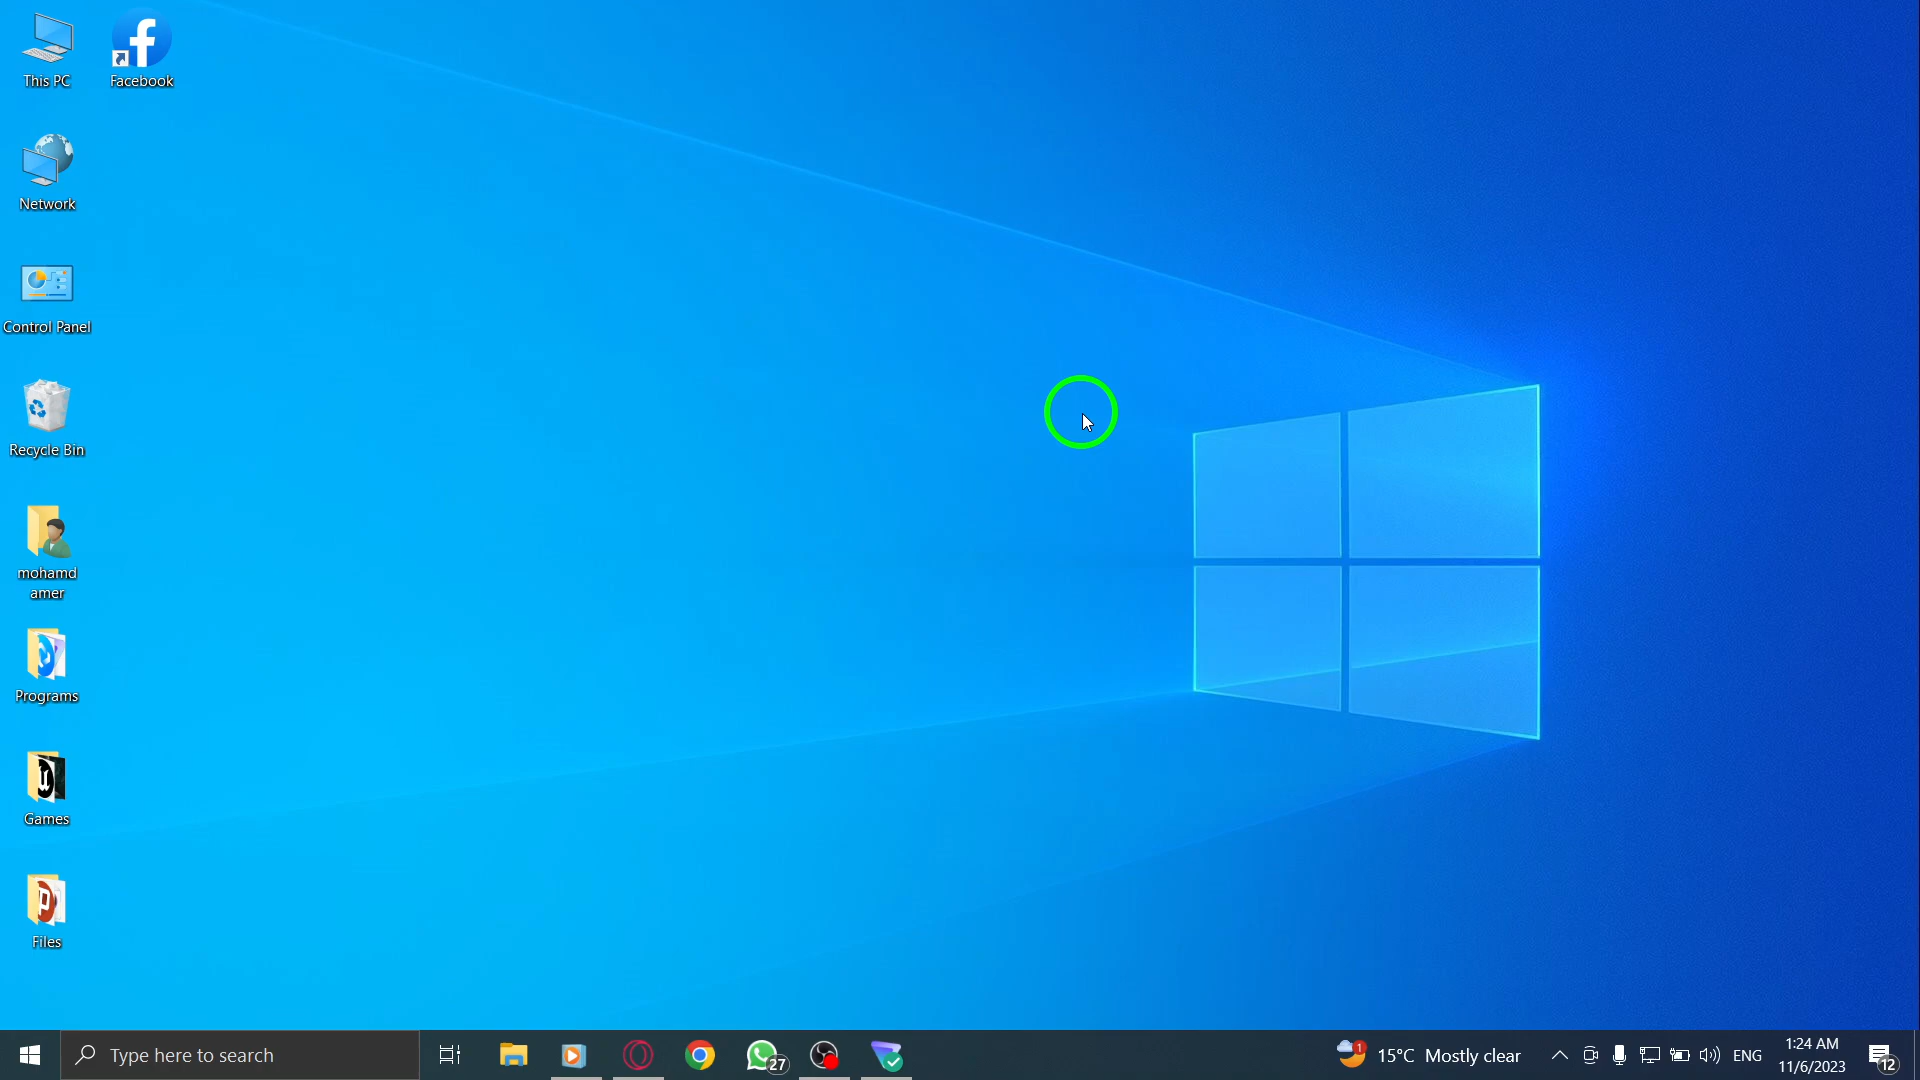 This PC
Facebook
Network
Control Panel
Recycle Bin
mohamd
amer
Programs
Games
Files
Type here to search
27
1
15°C Mostly clear
ENG
1:24 AM
11/6/2023
12